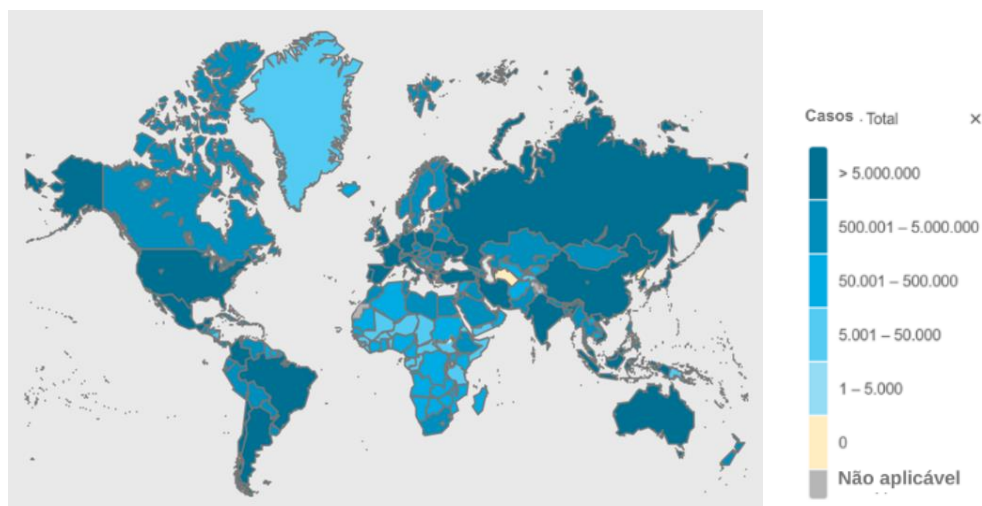 Casos . Total ×
> 5.000.000
500.001 – 5.000.000
50.001 – 500.000
5.001 – 50.000
1 – 5.000
0
Não aplicável